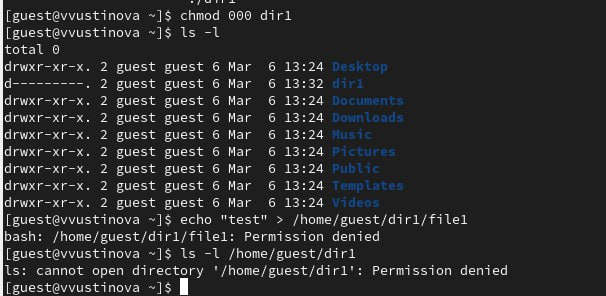 ./dir1
[guest@vvustinova ~]$ chmod 000 dir1
[guest@vvustinova ~]$ ls -l
total 0
drwxr-xr-x. 2 guest guest 6 Mar  6 13:24 Desktop
d---------. 2 guest guest 6 Mar  6 13:32 dir1
drwxr-xr-x. 2 guest guest 6 Mar  6 13:24 Documents
drwxr-xr-x. 2 guest guest 6 Mar  6 13:24 Downloads
drwxr-xr-x. 2 guest guest 6 Mar  6 13:24 Music
drwxr-xr-x. 2 guest guest 6 Mar  6 13:24 Pictures
drwxr-xr-x. 2 guest guest 6 Mar  6 13:24 Public
drwxr-xr-x. 2 guest guest 6 Mar  6 13:24 Templates
drwxr-xr-x. 2 guest guest 6 Mar  6 13:24 Videos
[guest@vvustinova ~]$ echo "test" > /home/guest/dir1/file1
bash: /home/guest/dir1/file1: Permission denied
[guest@vvustinova ~]$ ls -l /home/guest/dir1
ls: cannot open directory '/home/guest/dir1': Permission denied
[guest@vvustinova ~]$